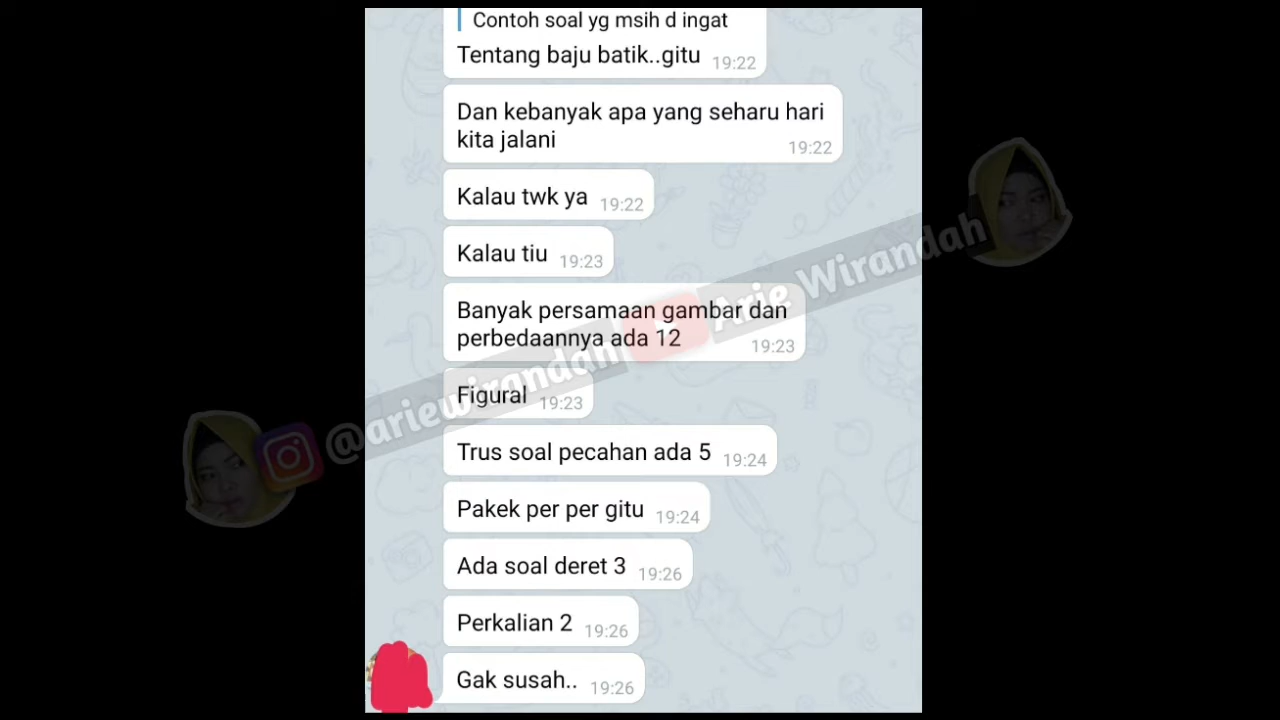 Contoh soal yg msih d ingat
Tentang baju batik..gitu 19:22
Dan kebanyak apa yang seharu hari
kita jalani 19:22
Kalau twk ya 19:22
Kalau tiu 19:23
Banyak persamaan gambar dan
perbedaannya ada 12 19:23
Figural 19:23
Trus soal pecahan ada 5 19:24
Pakek per per gitu 19:24
Ada soal deret 3 19:26
Perkalian 2 19:26
Gak susah.. 19:26
@ariewirandah Arie Wirandah